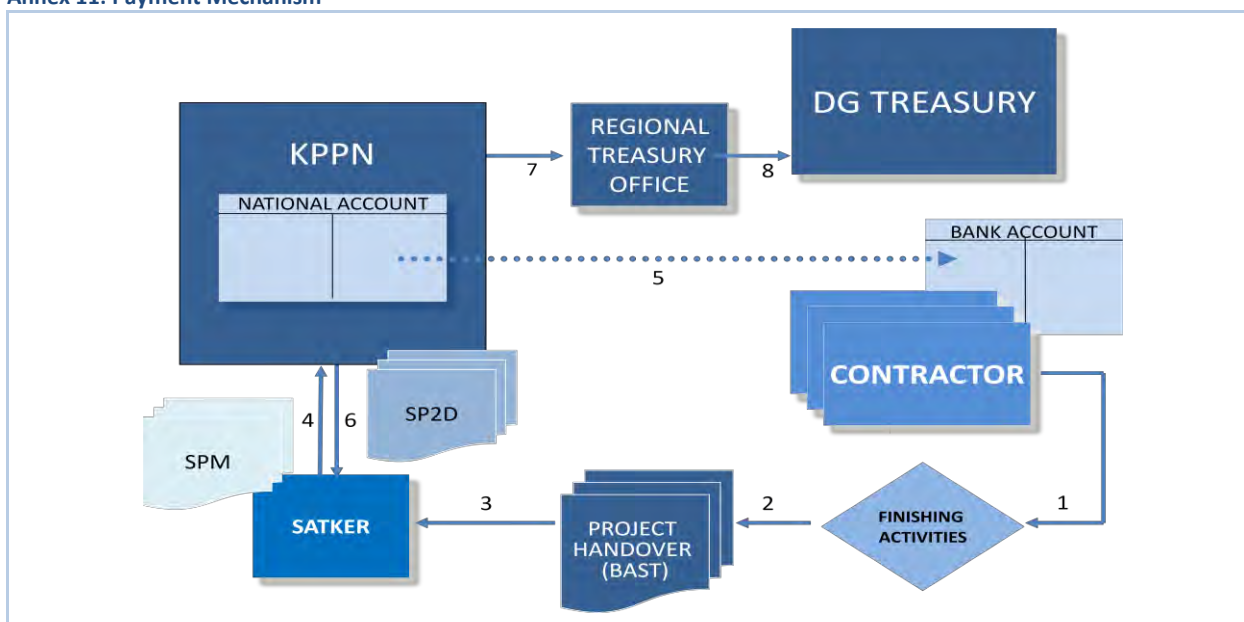 Annex 11: Payment Mechanism
KPPN
NATIONAL ACCOUNT
7
REGIONAL
TREASURY
OFFICE
8
DG TREASURY
BANK ACCOUNT
5
CONTRACTOR
4
6
SP2D
SPM
SATKER
3
PROJECT
HANDOVER
(BAST)
2
FINISHING
ACTIVITIES
1